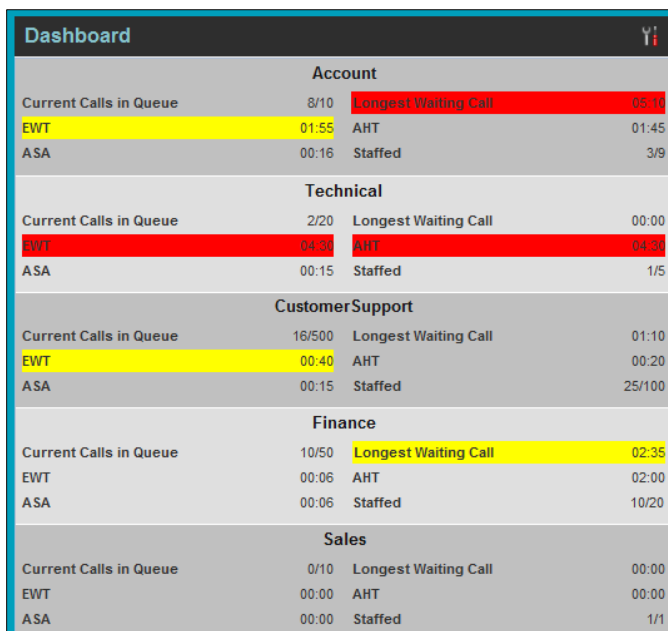 Dashboard
Account
Current Calls in Queue 8/10 Longest Waiting Call 05:10
EWT 01:55 AHT 01:45
ASA 00:16 Staffed 3/9
Technical
Current Calls in Queue 2/20 Longest Waiting Call 00:00
EWT 04:30 AHT 04:30
ASA 00:15 Staffed 1/5
CustomerSupport
Current Calls in Queue 16/500 Longest Waiting Call 01:10
EWT 00:40 AHT 00:20
ASA 00:15 Staffed 25/100
Finance
Current Calls in Queue 10/50 Longest Waiting Call 02:35
EWT 00:06 AHT 02:00
ASA 00:06 Staffed 10/20
Sales
Current Calls in Queue 0/10 Longest Waiting Call 00:00
EWT 00:00 AHT 00:00
ASA 00:00 Staffed 1/1